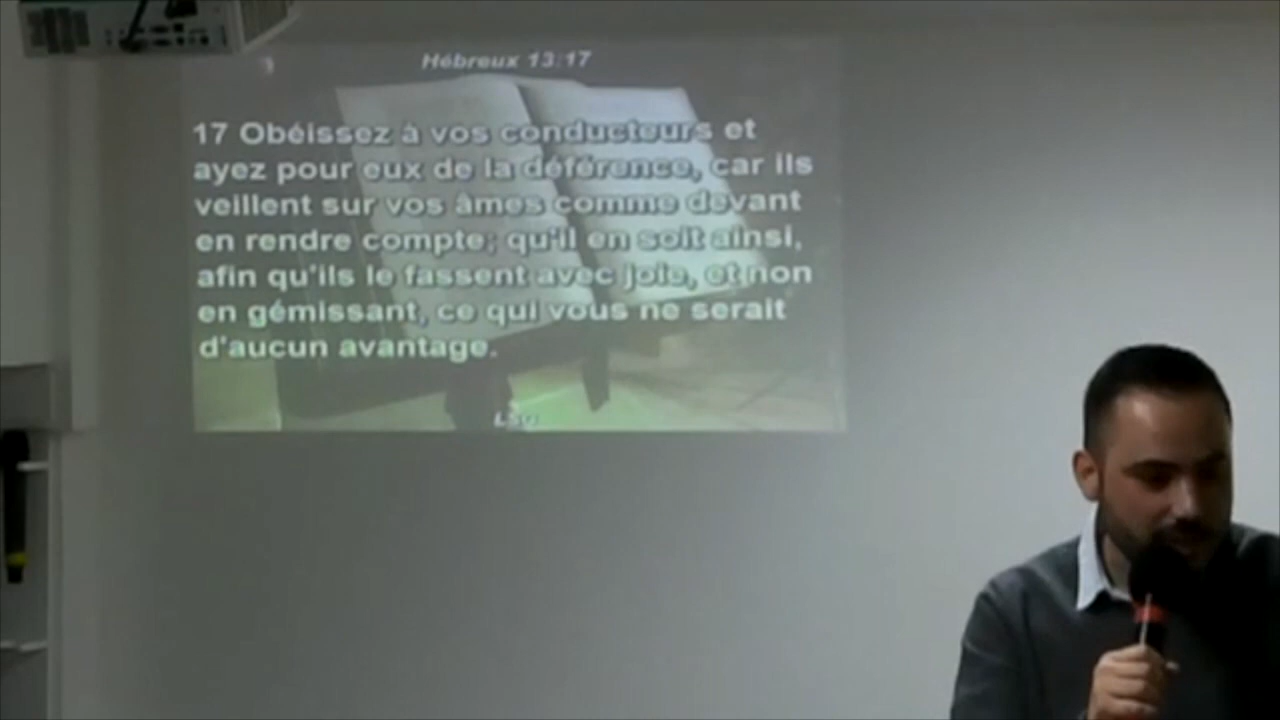 Hébreux 13:17
17 Obéissez à vos conducteurs et
ayez pour eux de la déférence, car ils
veillent sur vos âmes comme devant
en rendre compte; qu'il en soit ainsi,
afin qu'ils le fassent avec joie, et non
en gémissant, ce qui vous ne serait
d'aucun avantage.